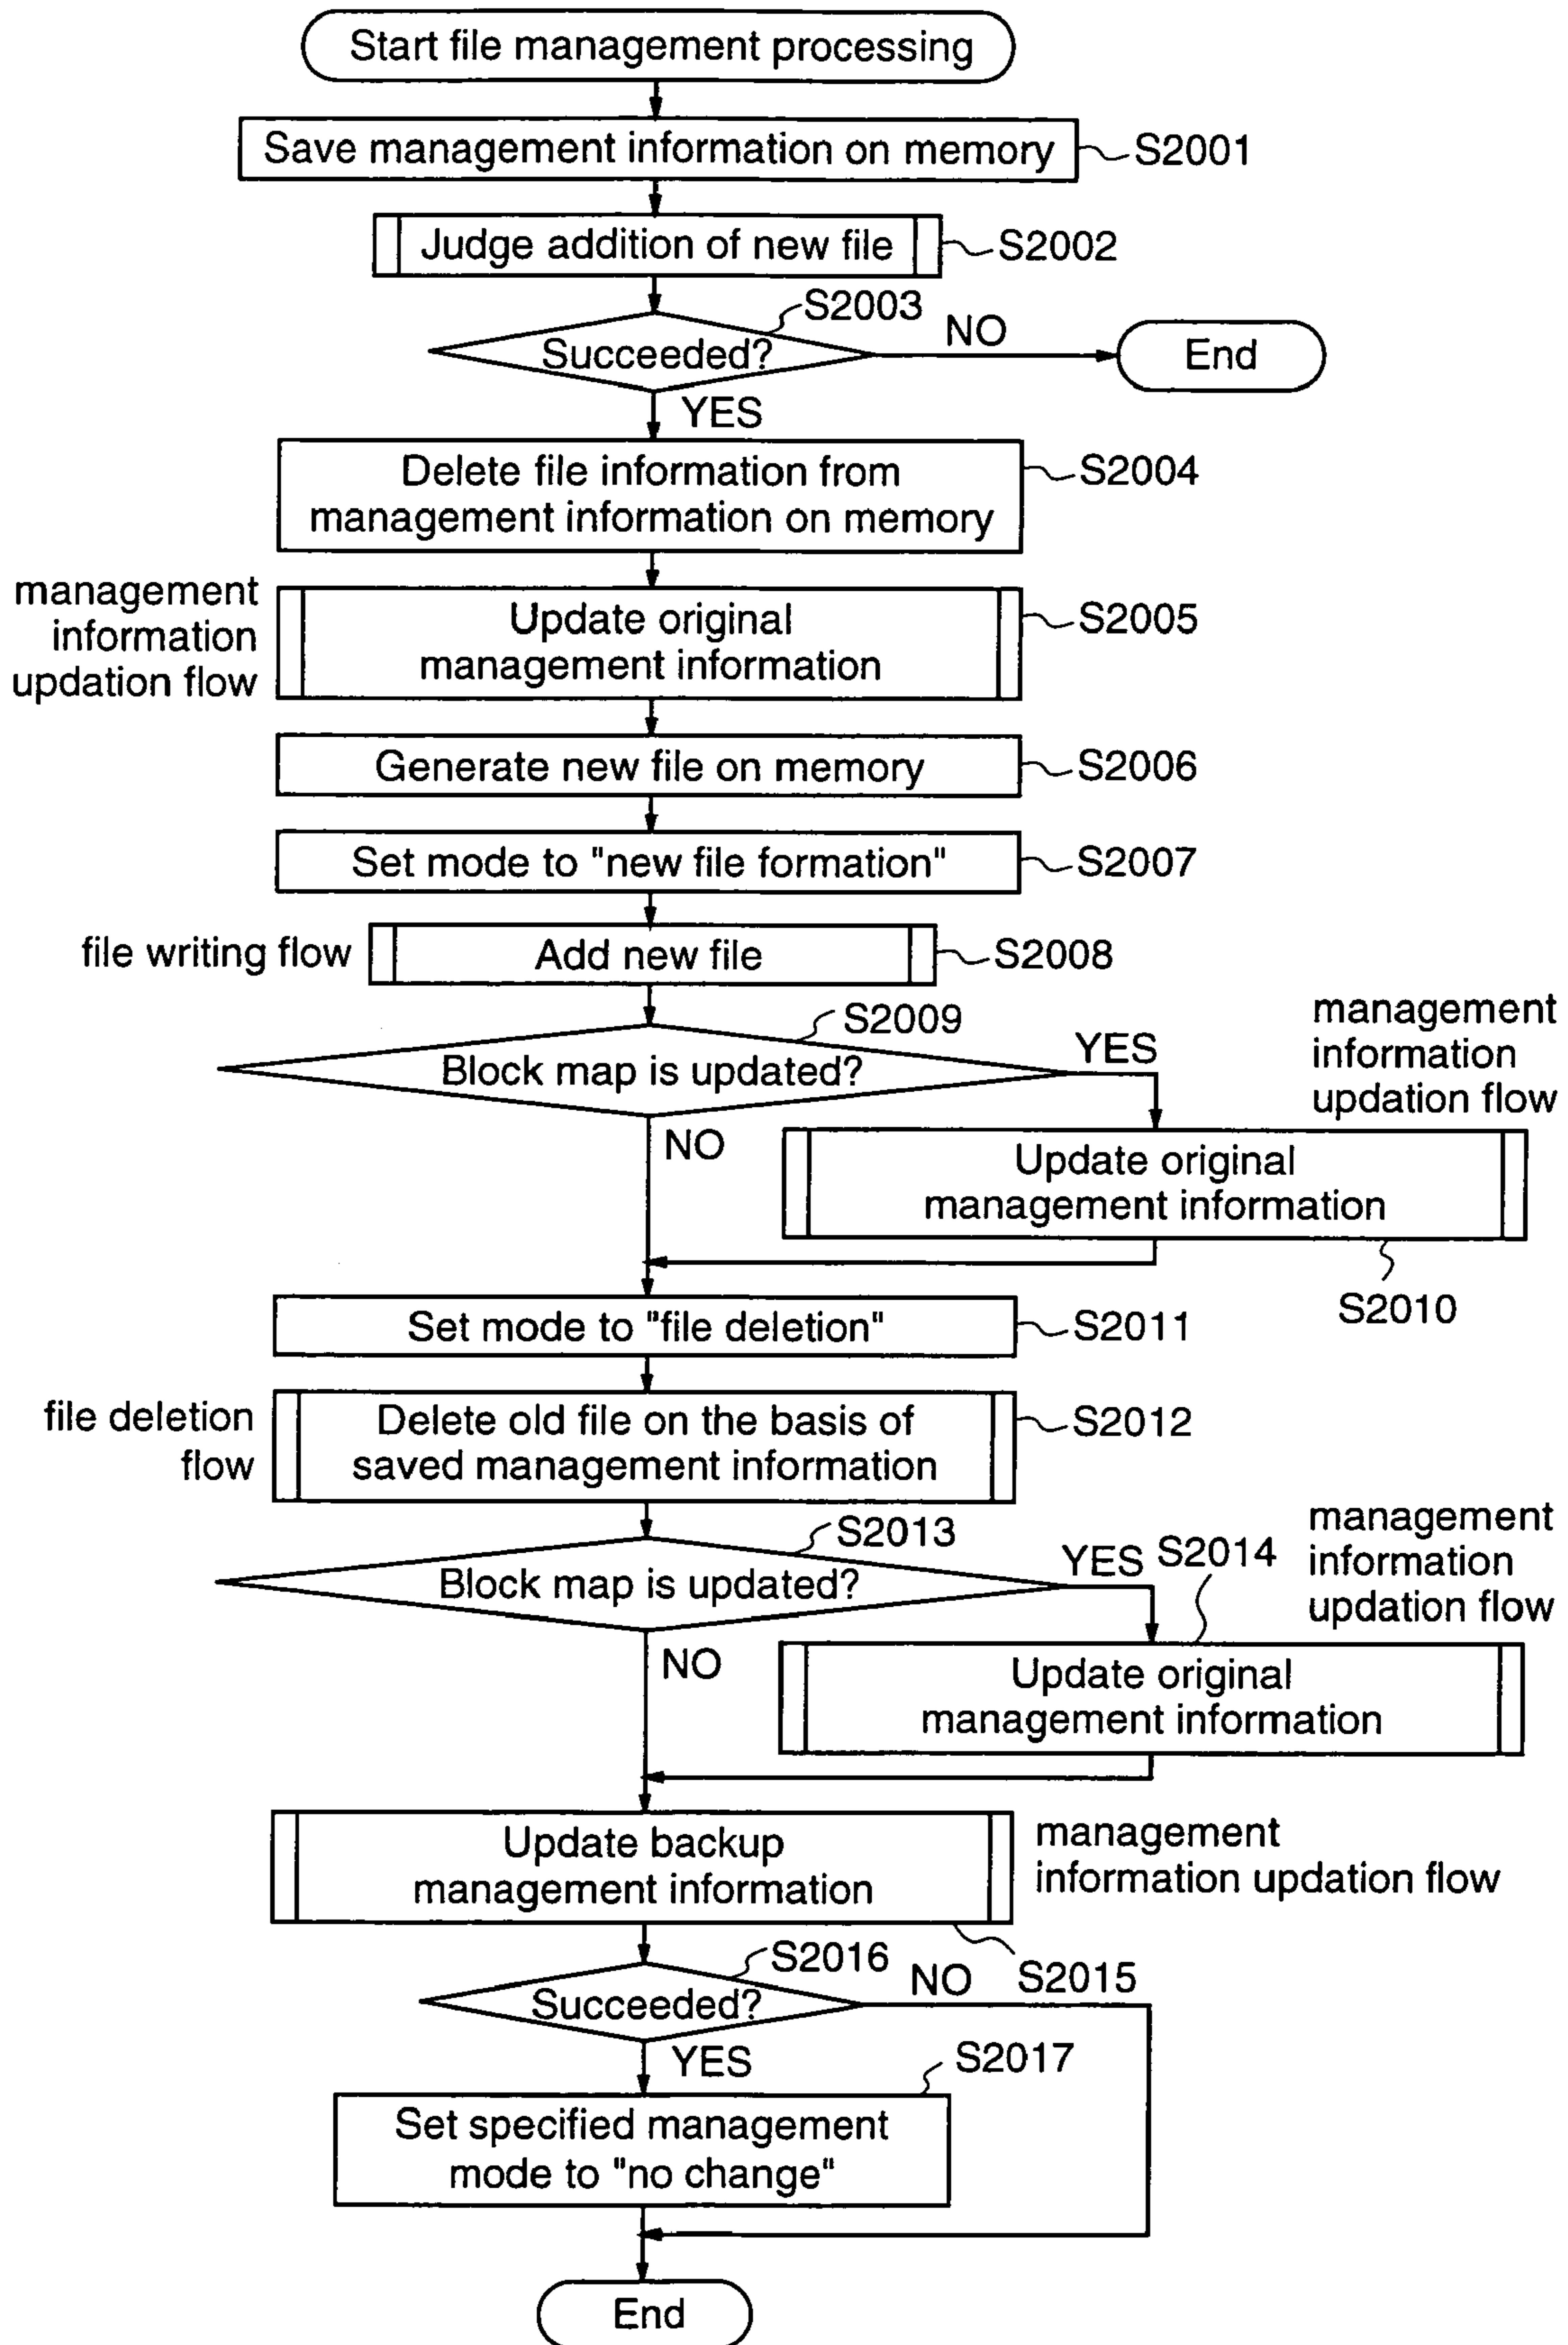 Start file management processing
Save management information on memory
S2001
Judge addition of new file
S2002
S2003
Succeeded?
NO
End
YES
Delete file information from
management information on memory
S2004
management
information
updation flow
Update original
management information
S2005
Generate new file on memory
S2006
Set mode to "new file formation"
S2007
file writing flow
Add new file
S2008
S2009
Block map is updated?
YES
NO
management
information
updation flow
Update original
management information
S2010
Set mode to "file deletion"
S2011
file deletion
flow
Delete old file on the basis of
saved management information
S2012
S2013
Block map is updated?
YES
S2014
NO
management
information
updation flow
Update original
management information
Update backup
management information
management
information updation flow
S2015
S2016
Succeeded?
NO
YES
S2017
Set specified management
mode to "no change"
End